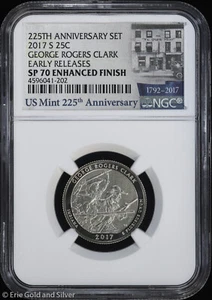 225TH ANNIVERSARY SET
2017 S 25C
GEORGE ROGERS CLARK
EARLY RELEASES
SP 70 ENHANCED FINISH
4596041-202
1792-2017
US Mint 225th Anniversary
NGC
GEORGE ROGERS CLARK
2017
© Erie Gold and Silver